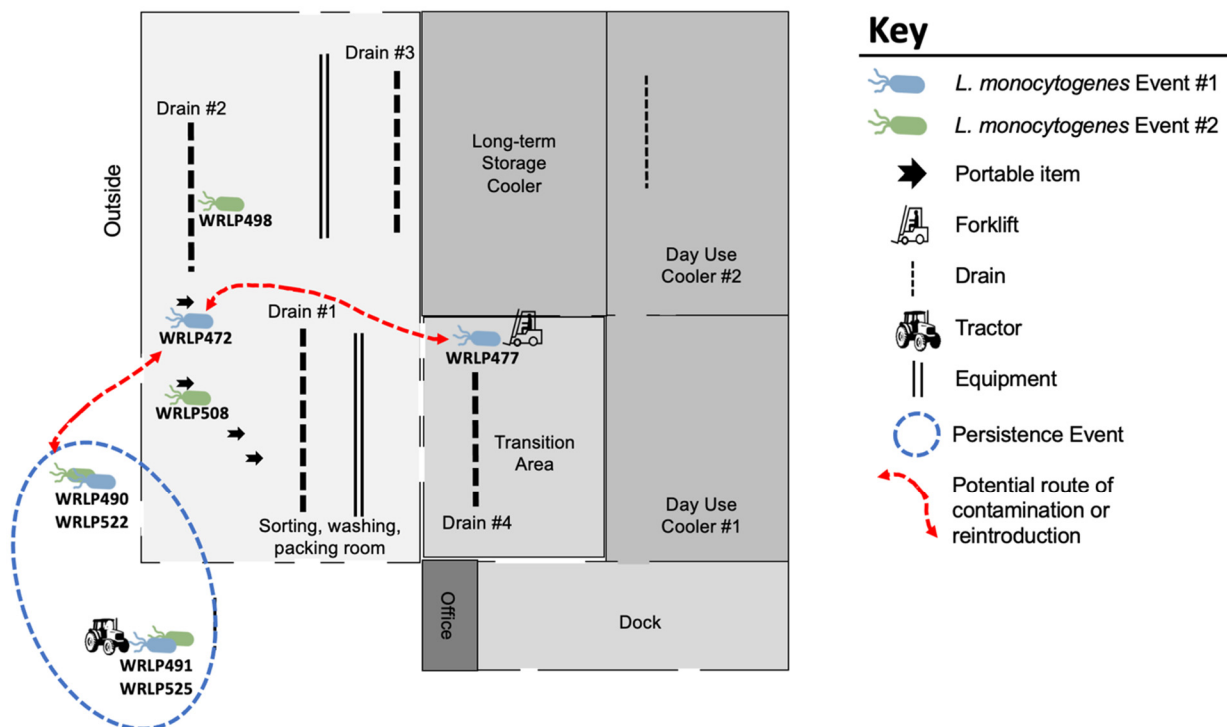 Drain #3
Drain #2
Outside
WRLP498
Long-term
Storage
Cooler
Day Use
Cooler #2
Drain #1
WRLP472
WRLP477
WRLP508
Transition
Area
WRLP490
WRLP522
Drain #4
Day Use
Cooler #1
Sorting, washing,
packing room
Office
Dock
WRLP491
WRLP525
Key
L. monocytogenes Event #1
L. monocytogenes Event #2
Portable item
Forklift
Drain
Tractor
Equipment
Persistence Event
Potential route of
contamination or
reintroduction